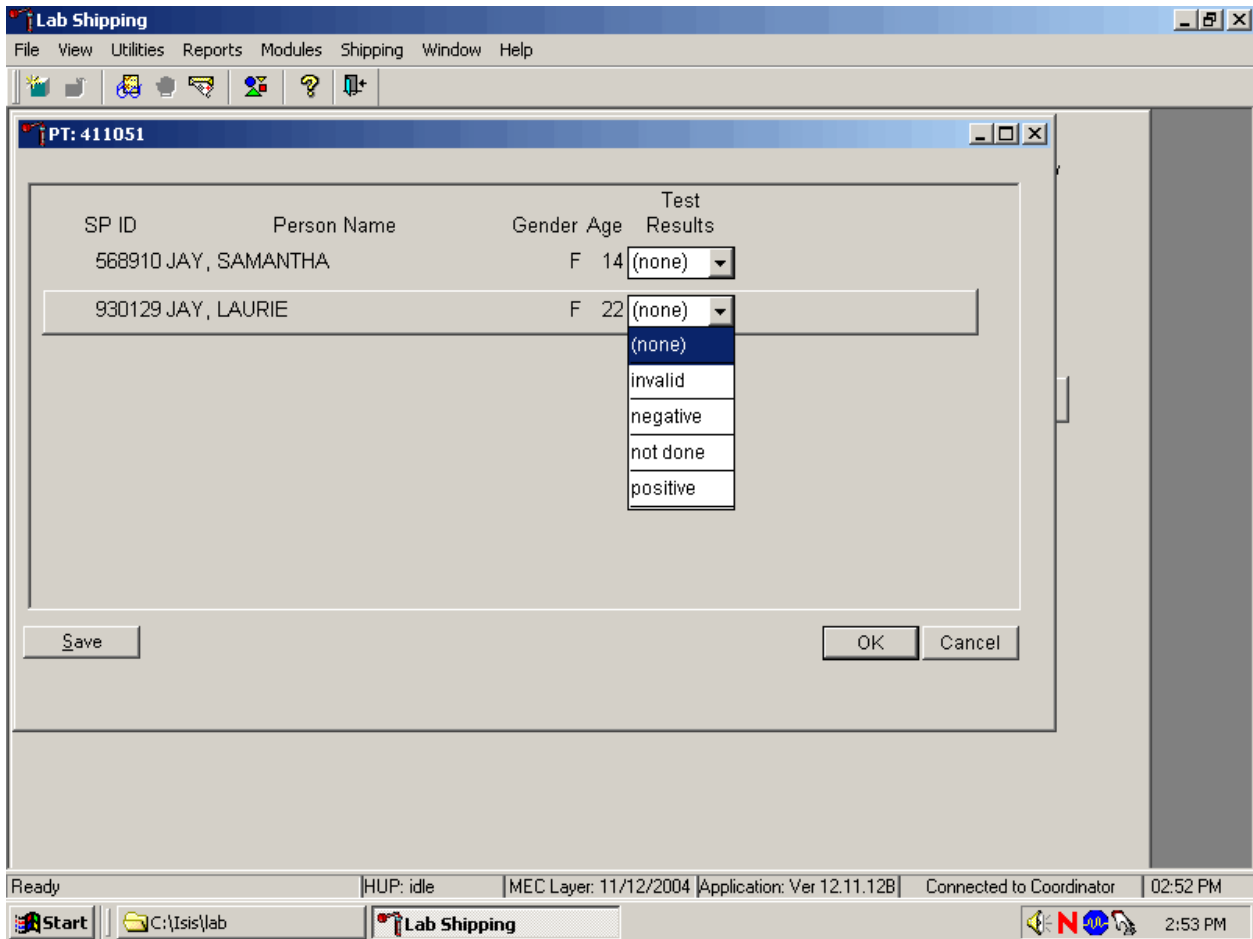 Lab Shipping
File View Utilities Reports Modules Shipping Window Help
PT: 411051
Test
SP ID Person Name Gender Age Results
568910 JAY, SAMANTHA F 14 (none)
930129 JAY, LAURIE F 22 (none)
(none)
invalid
negative
not done
positive
Save OK Cancel
Ready HUP: idle MEC Layer: 11/12/2004 Application: Ver 12.11.12B Connected to Coordinator 02:52 PM
Start C:\Isis\lab Lab Shipping N 2:53 PM